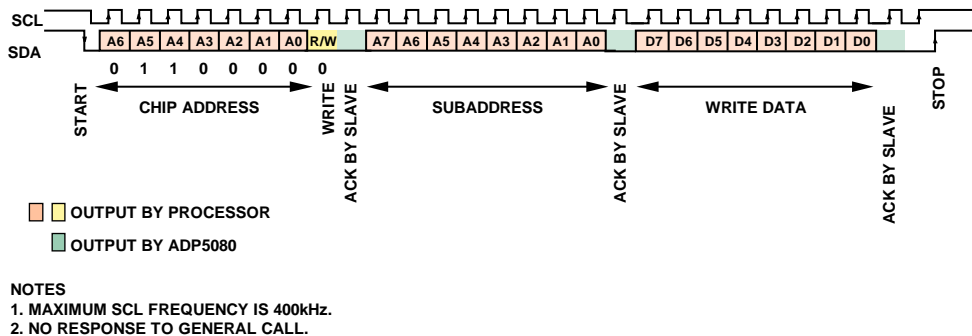 SCL
SDA
A6 A5 A4 A3 A2 A1 A0 R/W A7 A6 A5 A4 A3 A2 A1 A0 D7 D6 D5 D4 D3 D2 D1 D0
0 1 1 0 0 0 0 0
START
CHIP ADDRESS
WRITE
ACK BY SLAVE
SUBADDRESS
ACK BY SLAVE
WRITE DATA
ACK BY SLAVE
STOP
OUTPUT BY PROCESSOR
OUTPUT BY ADP5080
NOTES
1. MAXIMUM SCL FREQUENCY IS 400kHz.
2. NO RESPONSE TO GENERAL CALL.